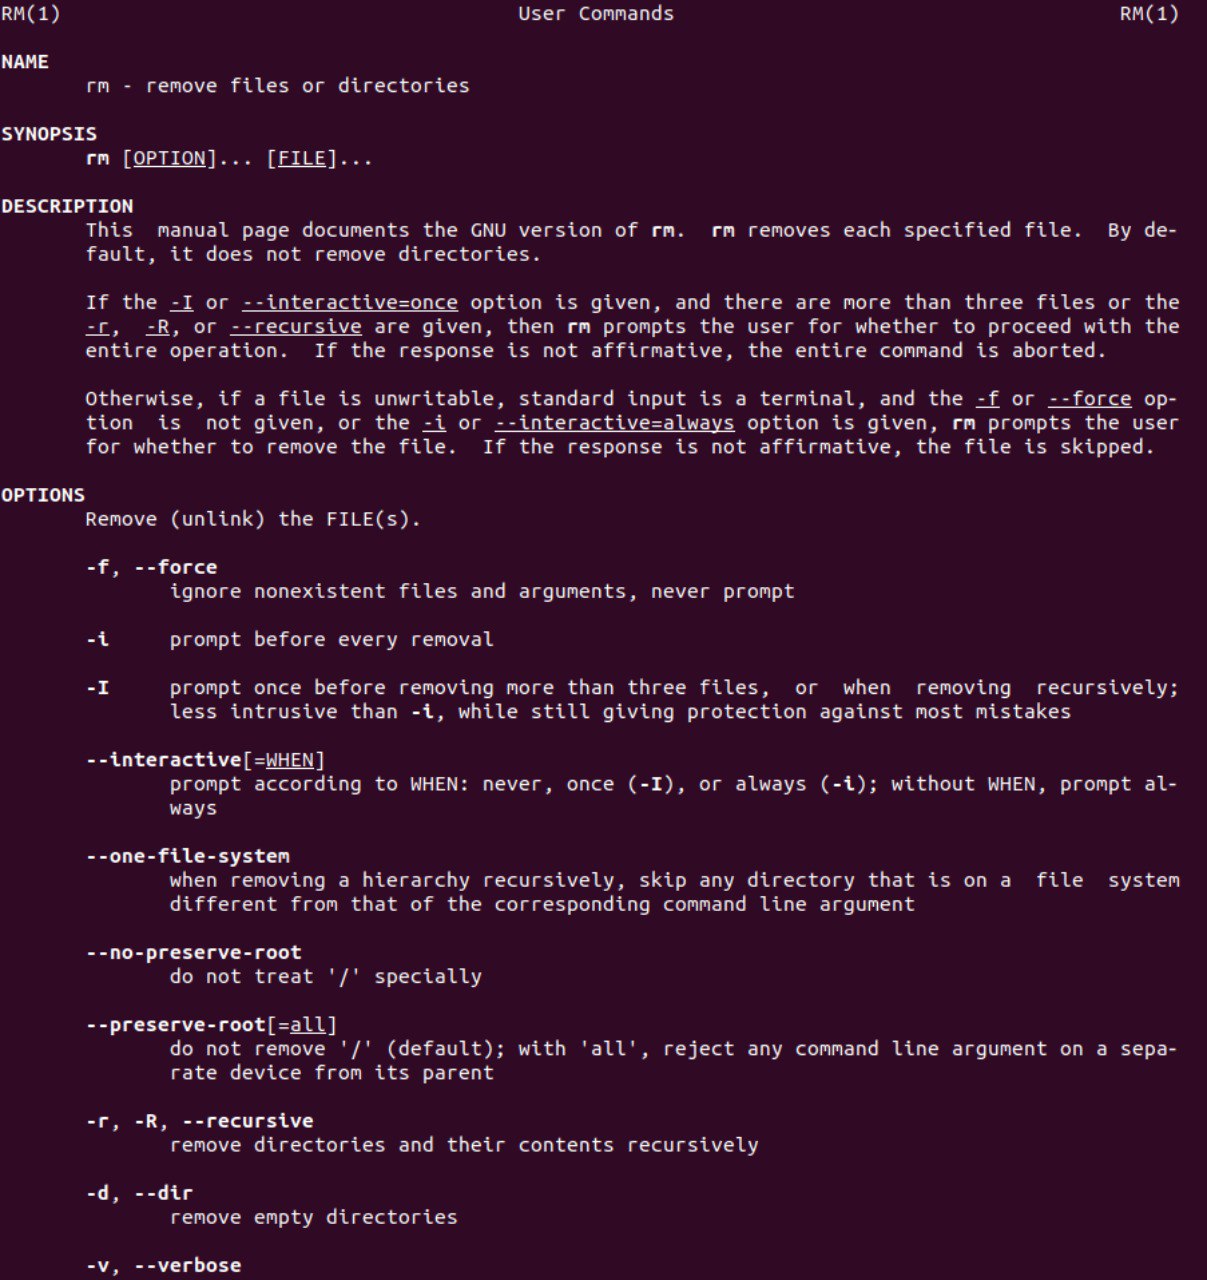 RM(1) User Commands RM(1)
NAME
rm - remove files or directories
SYNOPSIS
rm [OPTION]... [FILE]...
DESCRIPTION
This manual page documents the GNU version of rm. rm removes each specified file. By de-
fault, it does not remove directories.
If the -I or --interactive=once option is given, and there are more than three files or the
-r, -R, or --recursive are given, then rm prompts the user for whether to proceed with the
entire operation. If the response is not affirmative, the entire command is aborted.
Otherwise, if a file is unwritable, standard input is a terminal, and the -f or --force op-
tion is not given, or the -i or --interactive=always option is given, rm prompts the user
for whether to remove the file. If the response is not affirmative, the file is skipped.
OPTIONS
Remove (unlink) the FILE(s).
-f, --force
ignore nonexistent files and arguments, never prompt
-i prompt before every removal
-I prompt once before removing more than three files, or when removing recursively;
less intrusive than -i, while still giving protection against most mistakes
--interactive[=WHEN]
prompt according to WHEN: never, once (-I), or always (-i); without WHEN, prompt al-
ways
--one-file-system
when removing a hierarchy recursively, skip any directory that is on a file system
different from that of the corresponding command line argument
--no-preserve-root
do not treat '/' specially
--preserve-root[=all]
do not remove '/' (default); with 'all', reject any command line argument on a sepa-
rate device from its parent
-r, -R, --recursive
remove directories and their contents recursively
-d, --dir
remove empty directories
-v, --verbose